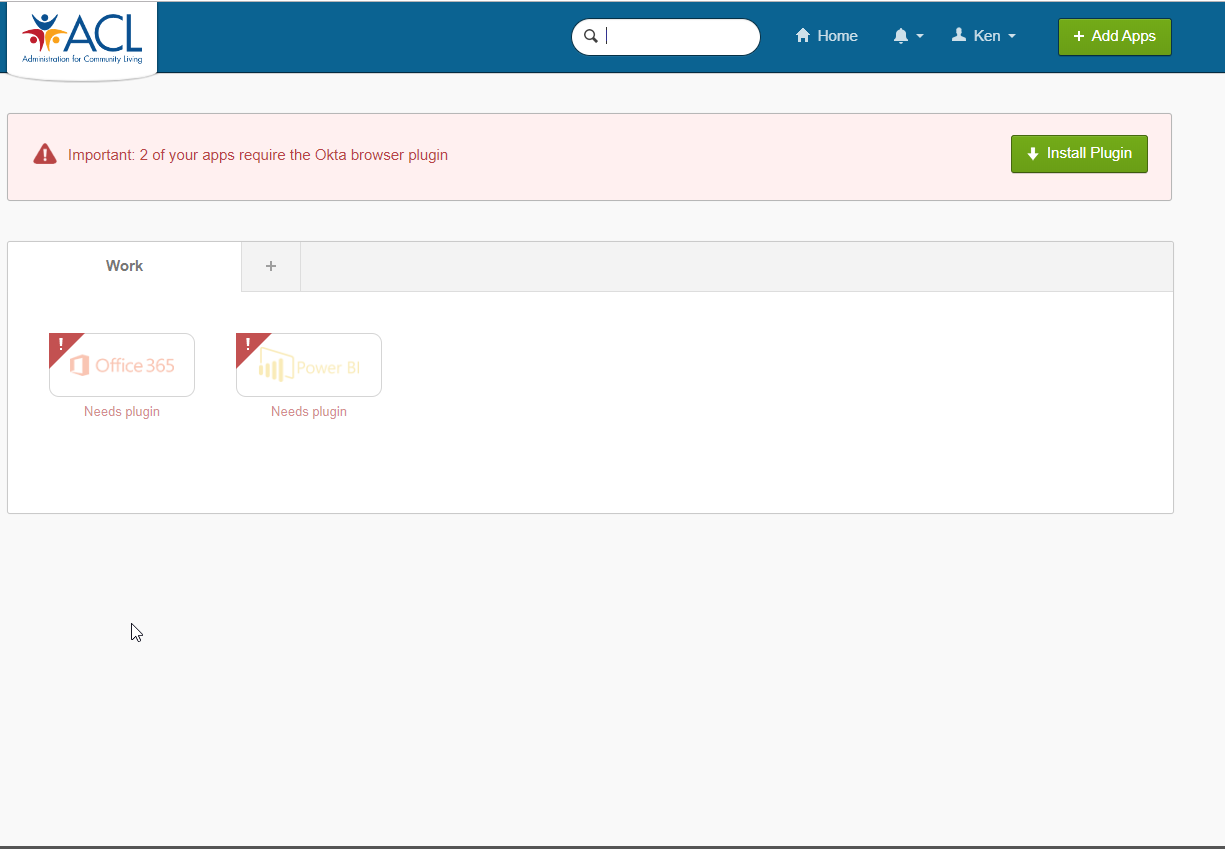 ACL
Administration for Community Living
Home
Ken
+ Add Apps
Important: 2 of your apps require the Okta browser plugin
Install Plugin
Work
+
! Office 365
! Power BI
Needs plugin
Needs plugin